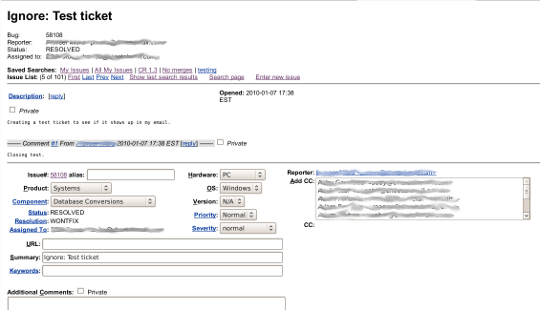 Ignore: Test ticket
Bug: 58108
Reporter:
Status: RESOLVED
Assigned to:
Saved Searches: My Issues | All My Issues | CR 1.3 | No merges | testing
Issue List: (5 of 101) First Last Prev Next Show last search results Search page Enter new issue
Description: [reply] Opened: 2010-01-07 17:38 EST
Private
Creating a test ticket to see if it shows up in my email.
------- Comment #1 From 2010-01-07 17:38 EST [reply] ------- Private
Closing test.
Issue#: 58108 alias: Hardware: PC Reporter:
Product: Systems OS: Windows Add CC:
Component: Database Conversions Version: N/A
Status: RESOLVED Priority: Normal
Resolution: WONTFIX
Assigned To: Severity: normal CC:
URL:
Summary: Ignore: Test ticket
Keywords:
Additional Comments: Private